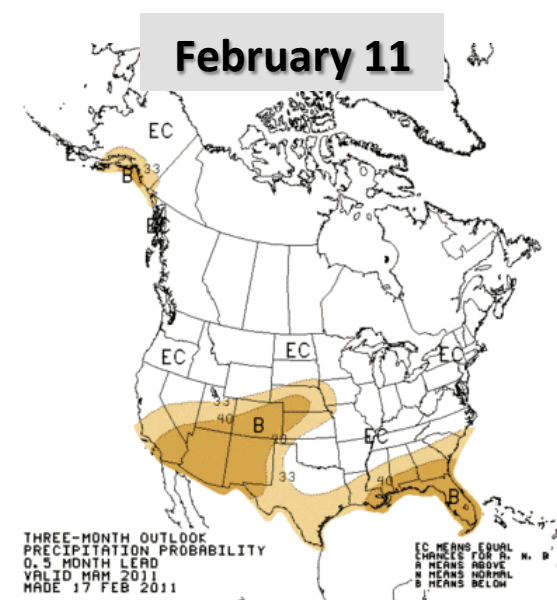 February 11
EC
EC
33
B
B
EC
EC
EC
33
40
B
40
EC
33
40
B
THREE-MONTH OUTLOOK
PRECIPITATION PROBABILITY
0.5 MONTH LEAD
VALID MAM 2011
MADE 17 FEB 2011
EC MEANS EQUAL
CHANCES FOR A, N, B
A MEANS ABOVE
N MEANS NORMAL
B MEANS BELOW